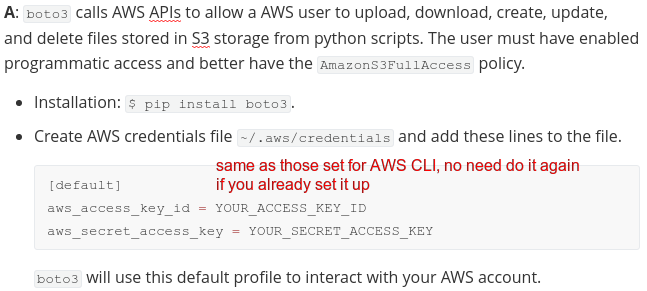 A: boto3 calls AWS APIs to allow a AWS user to upload, download, create, update,
and delete files stored in S3 storage from python scripts. The user must have enabled
programmatic access and better have the AmazonS3FullAccess policy.
• Installation: $ pip install boto3.
• Create AWS credentials file ~/.aws/credentials and add these lines to the file.
same as those set for AWS CLI, no need do it again
if you already set it up
[default]
aws_access_key_id = YOUR_ACCESS_KEY_ID
aws_secret_access_key = YOUR_SECRET_ACCESS_KEY
boto3 will use this default profile to interact with your AWS account.